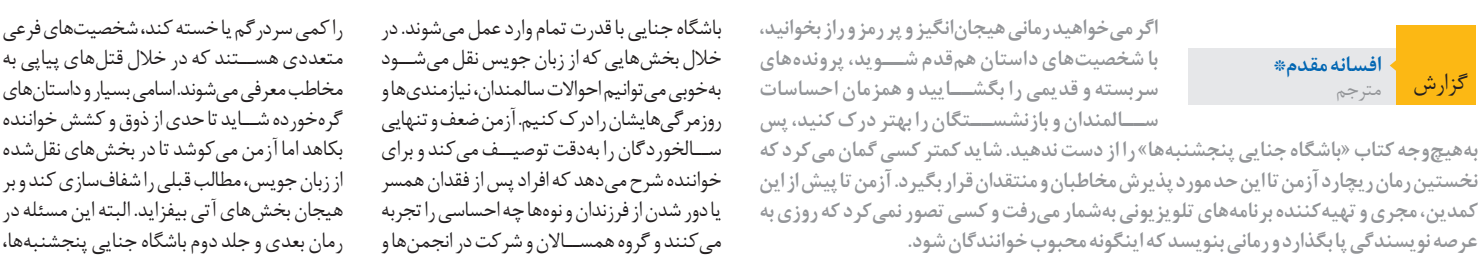 گزارش
افسانه مقدم*
مترجم
اگر می‌خواهید رمانی هیجان‌انگیز و پر رمز و راز بخوانید،
با شخصیت‌های داستان هم‌قدم شوید، پرونده‌های
سربسته و قدیمی را بگشایید و همزمان احساسات
سالمندان و بازنشستگان را بهتر درک کنید، پس
به‌هیچ‌وجه کتاب «باشگاه جنایی پنجشنبه‌ها» را از دست ندهید. شاید کمتر کسی گمان می‌کرد که
نخستین رمان ریچارد آزمن تا این حد مورد پذیرش مخاطبان و منتقدان قرار بگیرد. آزمن تا پیش از این
کمدین، مجری و تهیه‌کننده برنامه‌های تلویزیونی به‌شمار می‌رفت و کسی تصور نمی‌کرد که روزی به
عرصه نویسندگی پا بگذارد و رمانی بنویسد که اینگونه محبوب خوانندگان شود.
باشگاه جنایی با قدرت تمام وارد عمل می‌شوند. در
خلال بخش‌هایی که از زبان جویس نقل می‌شود
به‌خوبی می‌توانیم احوالات سالمندان، نیازمندی‌ها و
روزمرگی‌هایشان را درک کنیم. آزمن ضعف و تنهایی
سالخوردگان را به‌دقت توصیف می‌کند و برای
خواننده شرح می‌دهد که افراد پس از فقدان همسر
یا دور شدن از فرزندان و نوه‌ها چه احساسی را تجربه
می‌کنند و گروه همسالان و شرکت در انجمن‌ها و
را کمی سردرگم یا خسته کند، شخصیت‌های فرعی
متعددی هستند که در خلال قتل‌های پیاپی به
مخاطب معرفی می‌شوند. اسامی بسیار و داستان‌های
گره‌خورده شاید تا حدی از ذوق و کشش خواننده
بکاهد اما آزمن می‌کوشد تا در بخش‌های نقل‌شده
از زبان جویس، مطالب قبلی را شفاف‌سازی کند و بر
هیجان بخش‌های آتی بیفزاید. البته این مسئله در
رمان بعدی و جلد دوم باشگاه جنایی پنجشنبه‌ها،